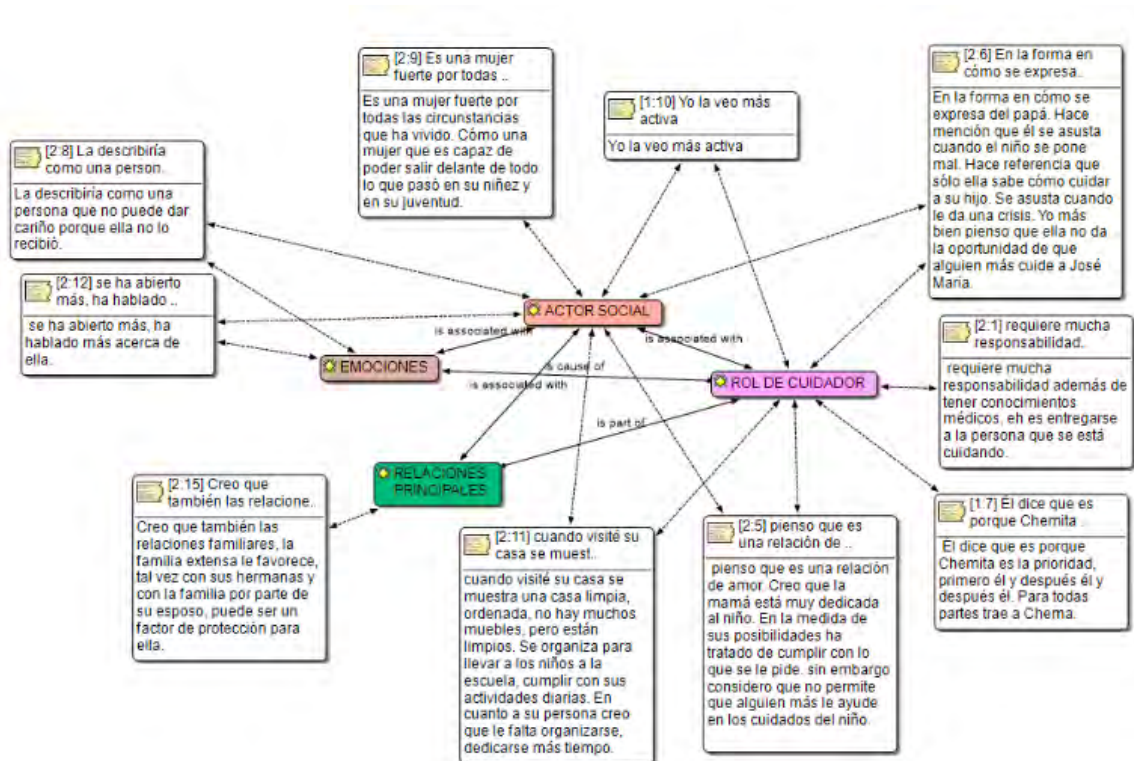 [2:9] Es una mujer
fuerte por todas ..
Es una mujer fuerte por
todas las circunstancias
que ha vivido. Cómo una
mujer que es capaz de
poder salir delante de todo
lo que pasó en su niñez y
en su juventud.
[1:10] Yo la veo más
activa
Yo la veo más activa
[2:6] En la forma en
cómo se expresa..
En la forma en cómo se
expresa del papá. Hace
mención que él se asusta
cuando el niño se pone
mal. Hace referencia que
sólo ella sabe cómo cuidar
a su hijo. Se asusta cuando
le da una crisis. Yo más
bien pienso que ella no da
la oportunidad de que
alguien más cuide a José
María.
[2:8] La describiría
como una person..
La describiría como una
persona que no puede dar
cariño porque ella no lo
recibió.
[2:12] se ha abierto
más, ha hablado ..
se ha abierto más, ha
hablado más acerca de
ella.
ACTOR SOCIAL
is associated with
is associated with
EMOCIONES
is cause of
is associated with
ROL DE CUIDADOR
is part of
RELACIONES
PRINCIPALES
[2:1] requiere mucha
responsabilidad..
requiere mucha
responsabilidad además de
tener conocimientos
médicos, eh es entregarse
a la persona que se está
cuidando.
[2:15] Creo que
también las relacione..
Creo que también las
relaciones familiares, la
familia extensa le favorece,
tal vez con sus hermanas y
con la familia por parte de
su esposo, puede ser un
factor de protección para
ella.
[2:11] cuando visité su
casa se muest..
cuando visité su casa se
muestra una casa limpia,
ordenada, no hay muchos
muebles, pero están
limpios. Se organiza para
llevar a los niños a la
escuela, cumplir con sus
actividades diarias. En
cuanto a su persona creo
que le falta organizarse,
dedicarse más tiempo.
[2:5] pienso que es
una relación de ..
pienso que es una relación
de amor. Creo que la
mamá está muy dedicada
al niño. En la medida de
sus posibilidades ha
tratado de cumplir con lo
que se le pide. sin embargo
considero que no permite
que alguien más le ayude
en los cuidados del niño.
[1:7] Él dice que es
porque Chemita ..
Él dice que es porque
Chemita es la prioridad,
primero él y después él y
después él. Para todas
partes trae a Chema.